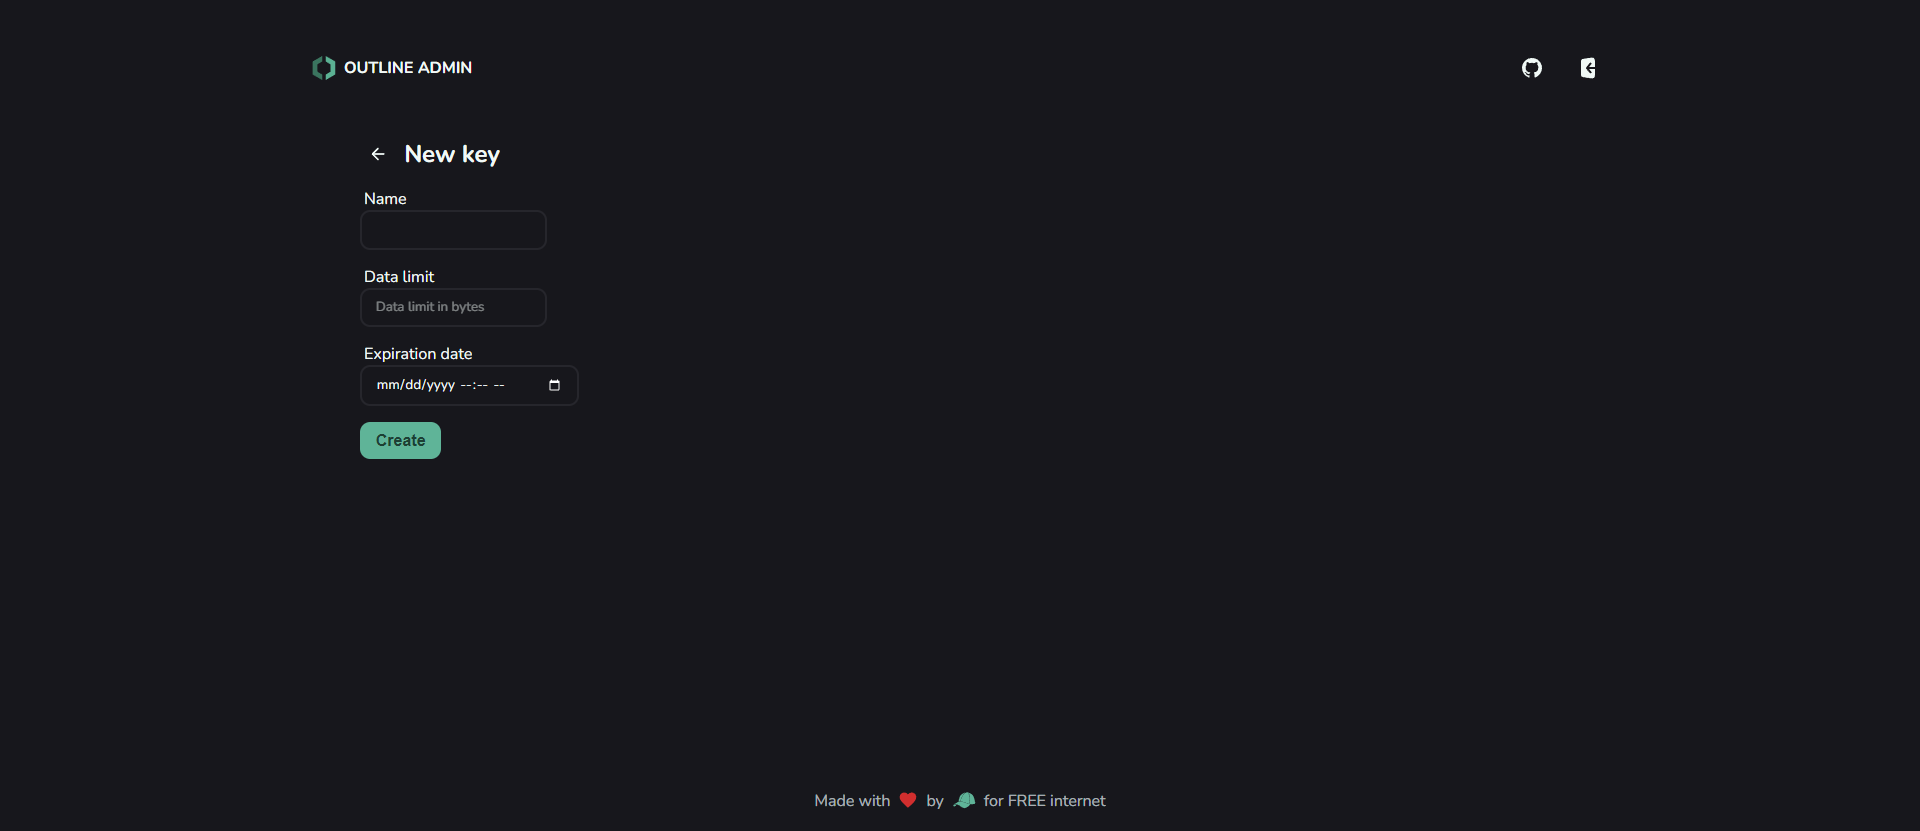 OUTLINE ADMIN
New key
Name
Data limit
Data limit in bytes
Expiration date
mm/dd/yyyy --:-- --
Create
Made with by for FREE internet